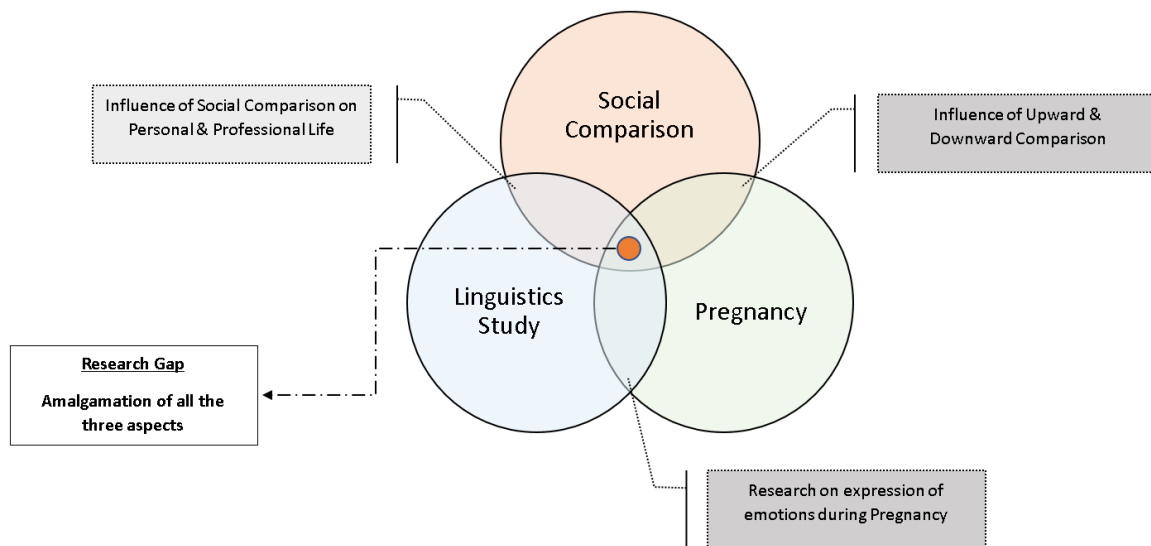 Influence of Social Comparison on
Personal & Professional Life
Social
Comparison
Influence of Upward &
Downward Comparison
Linguistics
Study
Pregnancy
Research Gap
Amalgamation of all the
three aspects
Research on expression of
emotions during Pregnancy